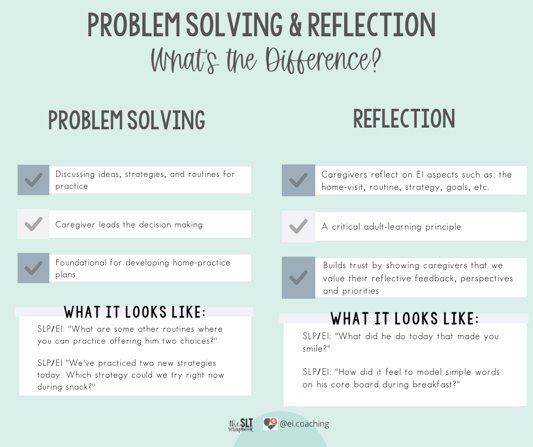 PROBLEM SOLVING & REFLECTION
What's the Difference?
PROBLEM SOLVING
Discussing ideas, strategies, and routines for
practice
Caregiver leads the decision making
Foundational for developing home-practice
plans
WHAT IT LOOKS LIKE:
SLP/EI: "What are some other routines where
you can practice offering him two choices?"
SLP/EI "We've practiced two new strategies
today. Which strategy could we try right now
during snack?"
REFLECTION
Caregivers reflect on EI aspects such as: the
home-visit, routine, strategy, goals, etc.
A critical adult-learning principle
Builds trust by showing caregivers that we
value their reflective feedback, perspectives
and priorities
WHAT IT LOOKS LIKE:
SLP/EI: "What did he do today that made you
smile?"
SLP/EI: "How did it feel to model simple words
on his core board during breakfast?"
the SLT
scrapbook
@ei.coaching